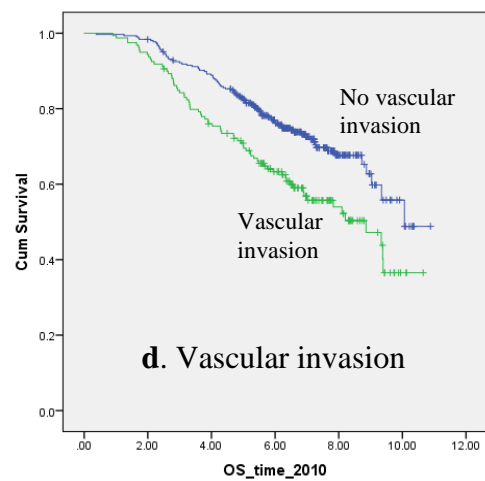 1.0
0.8
0.6
0.4
0.2
0.0
Cum Survival
No vascular
invasion
Vascular
invasion
d. Vascular invasion
.00 2.00 4.00 6.00 8.00 10.00 12.00
OS_time_2010